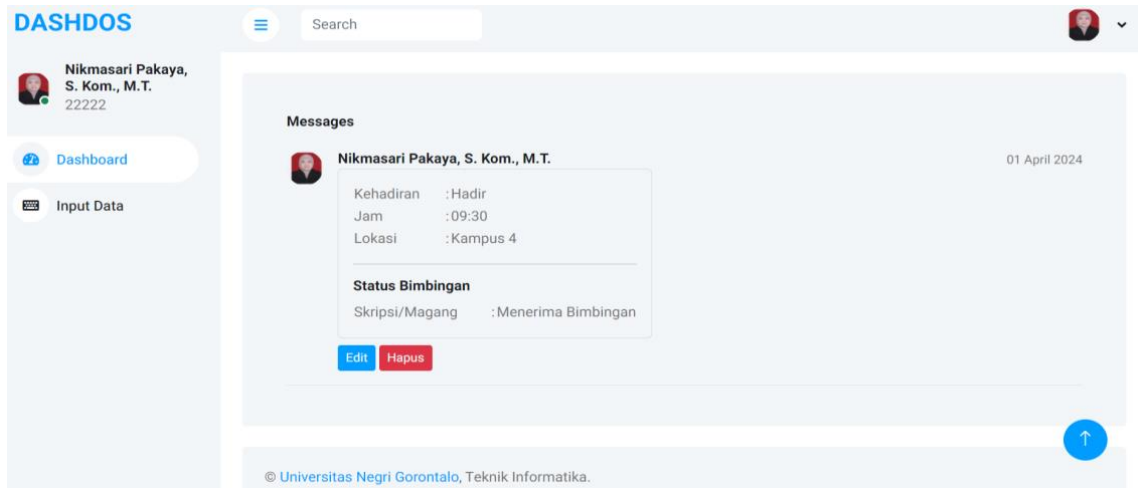 DASHDOS
Search
Nikmasari Pakaya,
S. Kom., M.T.
22222
Dashboard
Input Data
Messages
Nikmasari Pakaya, S. Kom., M.T.
01 April 2024
Kehadiran :Hadir
Jam :09:30
Lokasi :Kampus 4
Status Bimbingan
Skripsi/Magang :Menerima Bimbingan
Edit Hapus
© Universitas Negri Gorontalo, Teknik Informatika.